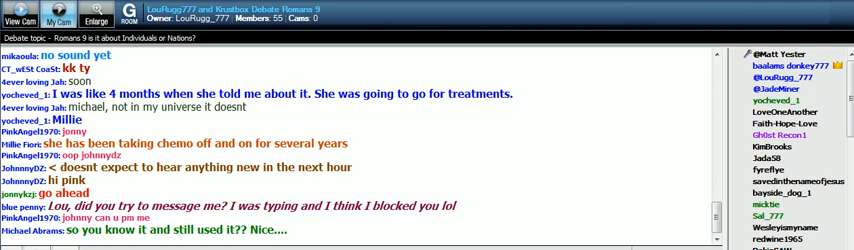 View Cam
My Cam
Enlarge
G
ROOM
LouRugg777 and Krustbox Debate Romans 9
Owner: LouRugg_777 | Members: 55 | Cams: 0
Debate topic - Romans 9 is it about Individuals or Nations?
mikaoula: no sound yet
CT_wESt CoaSt: kk ty
4ever loving Jah: soon
yocheved_1: I was like 4 months when she told me about it. She was going to go for treatments.
4ever loving Jah: michael, not in my universe it doesnt
yocheved_1: Millie
PinkAngel1970: jonny
Millie Fiori: she has been taking chemo off and on for several years
PinkAngel1970: oop johnnydz
JohnnnyDZ: < doesnt expect to hear anything new in the next hour
JohnnnyDZ: hi pink
jonnykzj: go ahead
blue penny: Lou, did you try to message me? I was typing and I think I blocked you lol
PinkAngel1970: johnny can u pm me
Michael Abrams: so you know it and still used it?? Nice....
@Matt Yester
baalams donkey777
@LouRugg_777
@JadeMiner
yocheved_1
LoveOneAnother
Faith-Hope-Love
Gh0st Recon1
KimBrooks
Jada58
fyreflye
savedinthenameofjesus
bayside_dog_1
micktie
Sal_777
Wesleyismyname
redwine1965